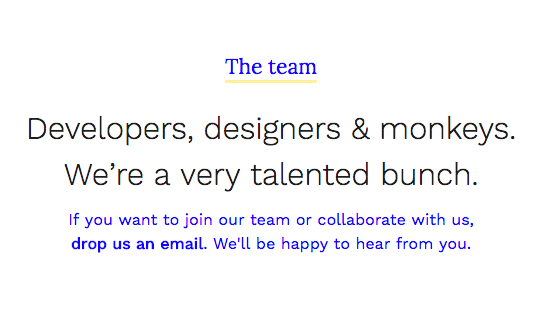 The team
Developers, designers & monkeys.
We’re a very talented bunch.
If you want to join our team or collaborate with us,
drop us an email. We'll be happy to hear from you.